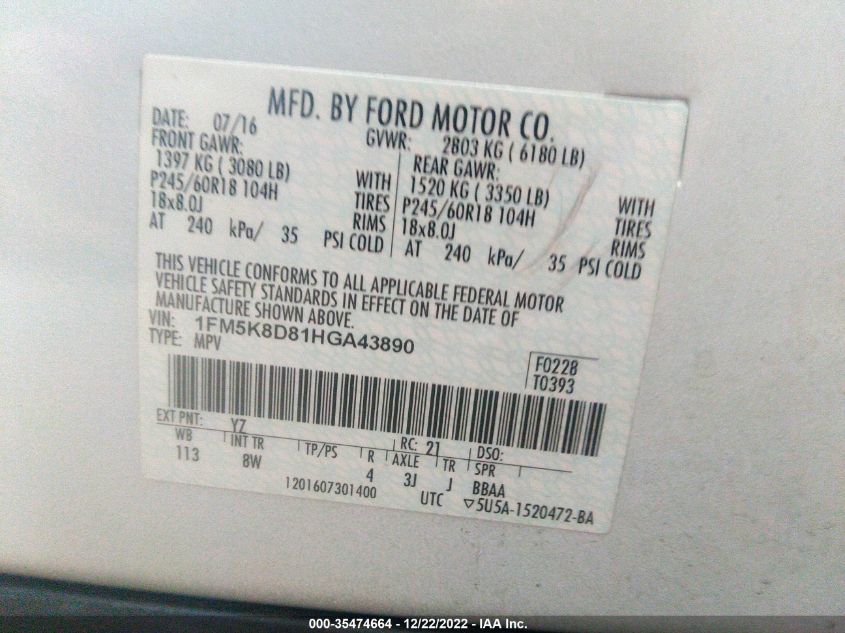 MFD. BY FORD MOTOR CO.
DATE: 07/16 GVWR: 2803 KG ( 6180 LB)
FRONT GAWR: REAR GAWR:
1397 KG ( 3080 LB) WITH 1520 KG ( 3350 LB) WITH
P245/60R18 104H TIRES P245/60R18 104H TIRES
18x8.0J RIMS 18x8.0J RIMS
AT 240 kPa/ 35 PSI COLD AT 240 kPa/ 35 PSI COLD
THIS VEHICLE CONFORMS TO ALL APPLICABLE FEDERAL MOTOR
VEHICLE SAFETY STANDARDS IN EFFECT ON THE DATE OF
MANUFACTURE SHOWN ABOVE.
VIN: 1FM5K8D81HGA43890
TYPE: MPV
F0228
T0393
EXT PNT: YZ RC: 21 DSO:
WB INT TR TP/PS R AXLE TR SPR
113 8W 4 3J J BBAA
1201607301400 UTC ▽5U5A-1520472-BA
000-35474664 - 12/22/2022 - IAA Inc.